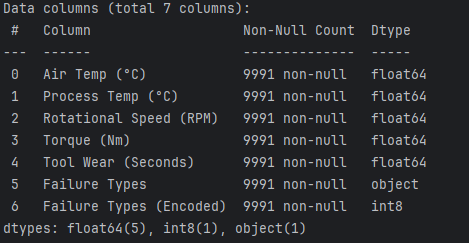 Data columns (total 7 columns):
 #   Column                    Non-Null Count  Dtype
---  ------                    --------------  -----
 0   Air Temp (°C)             9991 non-null   float64
 1   Process Temp (°C)         9991 non-null   float64
 2   Rotational Speed (RPM)    9991 non-null   float64
 3   Torque (Nm)               9991 non-null   float64
 4   Tool Wear (Seconds)       9991 non-null   float64
 5   Failure Types             9991 non-null   object
 6   Failure Types (Encoded)   9991 non-null   int8
dtypes: float64(5), int8(1), object(1)